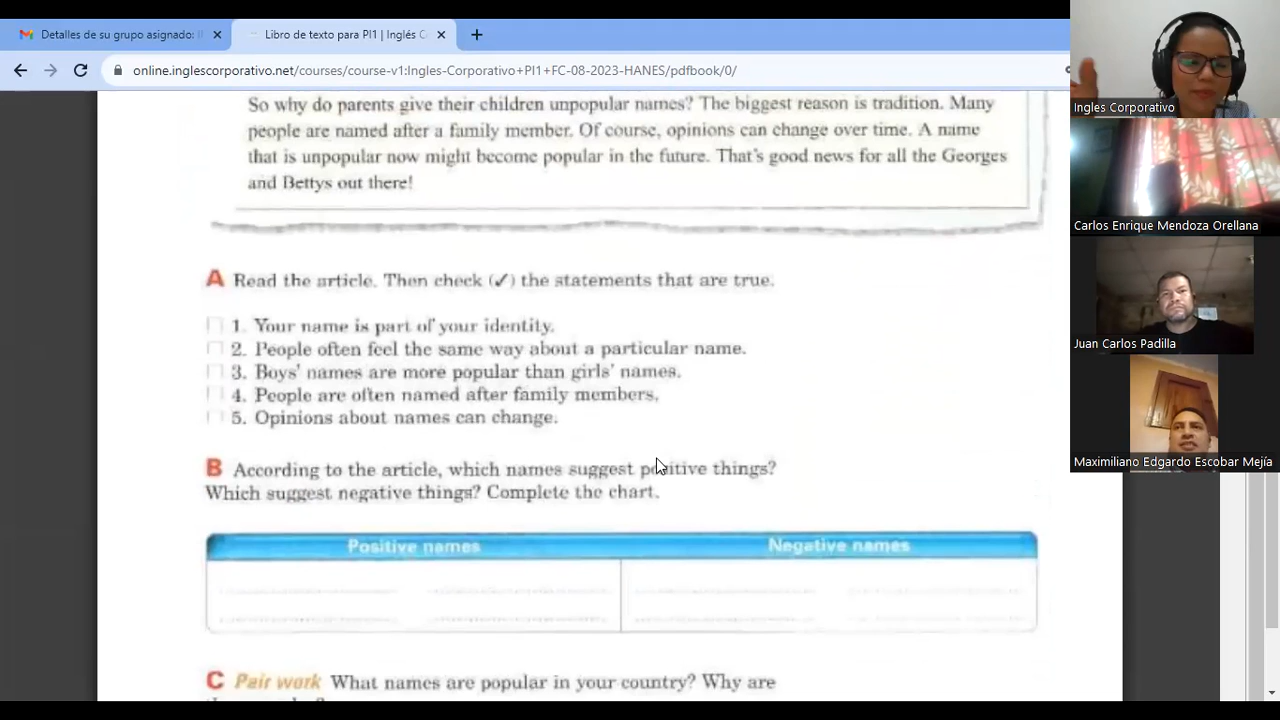 Detalles de su grupo asignado: I
Libro de texto para PI1 | Inglés C
online.inglescorporativo.net/courses/course-v1:Ingles-Corporativo+PI1+FC-08-2023-HANES/pdfbook/0/
So why do parents give their children unpopular names? The biggest reason is tradition. Many
people are named after a family member. Of course, opinions can change over time. A name
that is unpopular now might become popular in the future. That's good news for all the Georges
and Bettys out there!
A Read the article. Then check (✓) the statements that are true.
1. Your name is part of your identity.
2. People often feel the same way about a particular name.
3. Boys' names are more popular than girls' names.
4. People are often named after family members.
5. Opinions about names can change.
B According to the article, which names suggest positive things?
Which suggest negative things? Complete the chart.
Positive names Negative names
C Pair work What names are popular in your country? Why are
Ingles Corporativo
Carlos Enrique Mendoza Orellana
Juan Carlos Padilla
Maximiliano Edgardo Escobar Mejía